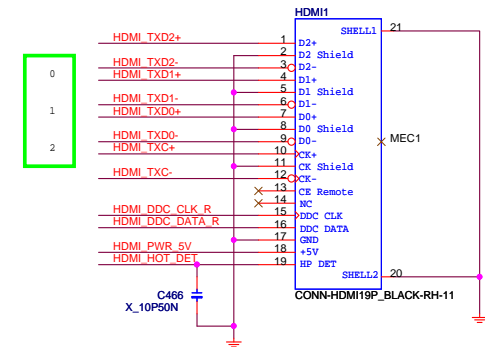 HDMI1
SHELL1 21
HDMI_TXD2+ 1 D2+
2 D2 Shield
HDMI_TXD2- 3 D2-
HDMI_TXD1+ 4 D1+
5 D1 Shield
HDMI_TXD1- 6 D1-
HDMI_TXD0+ 7 D0+
8 D0 Shield
HDMI_TXD0- 9 D0-
HDMI_TXC+ 10 CK+
11 CK Shield
HDMI_TXC- 12 CK-
13 CE Remote
14 NC
HDMI_DDC_CLK_R 15 DDC CLK
HDMI_DDC_DATA_R 16 DDC DATA
17 GND
HDMI_PWR_5V 18 +5V
HDMI_HOT_DET 19 HP DET
SHELL2 20
MEC1
CONN-HDMI19P_BLACK-RH-11
C466
X_10P50N
0
1
2